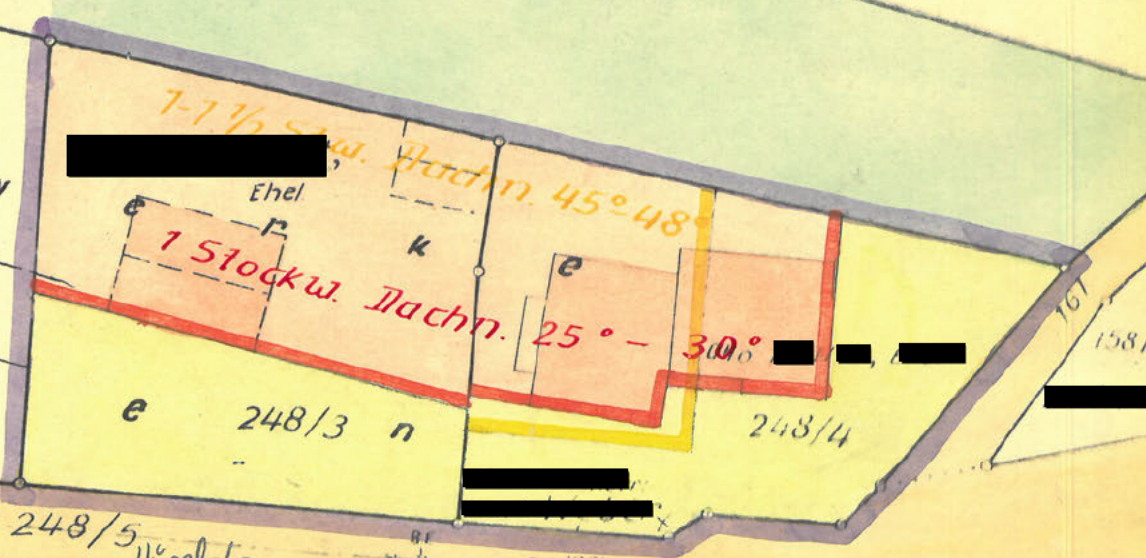 1-1½ Stw. Dachn. 45°-48°
Ehel.
e
r
k
e
1 Stockw. Dachn. 25° - 30°
167
158/
e
248/3
n
248/4
248/5